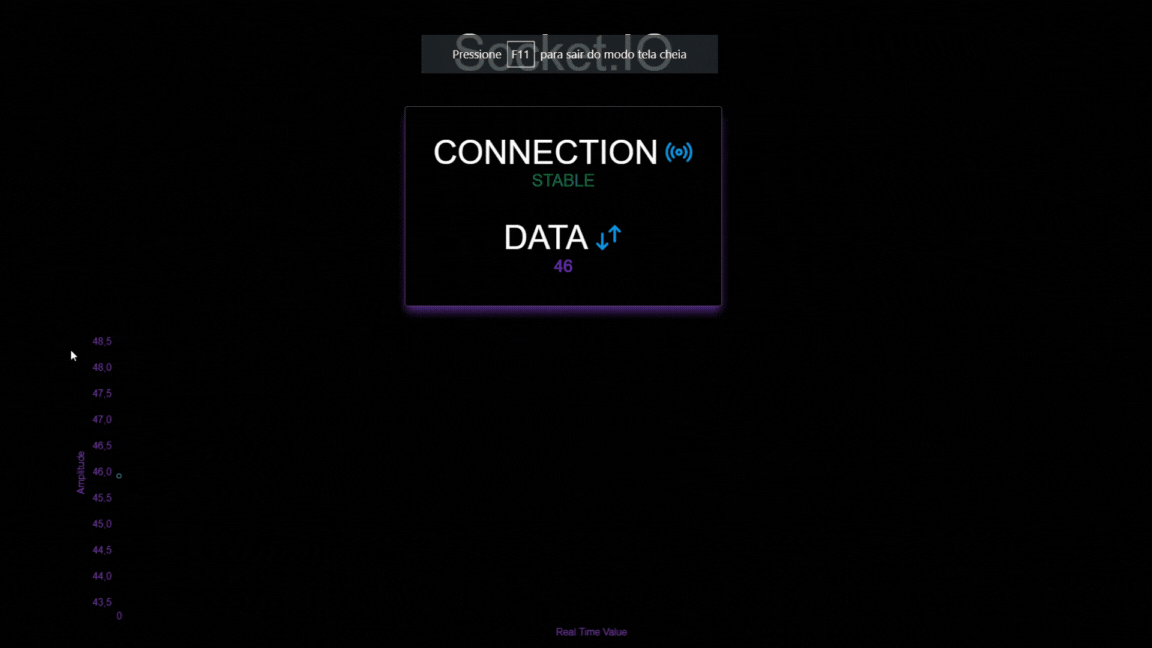 Socket.IO
Pressione F11 para sair do modo tela cheia
CONNECTION
STABLE
DATA
46
48,5
48,0
47,5
47,0
46,5
46,0
45,5
45,0
44,5
44,0
43,5
0
Amplitude
Real Time Value